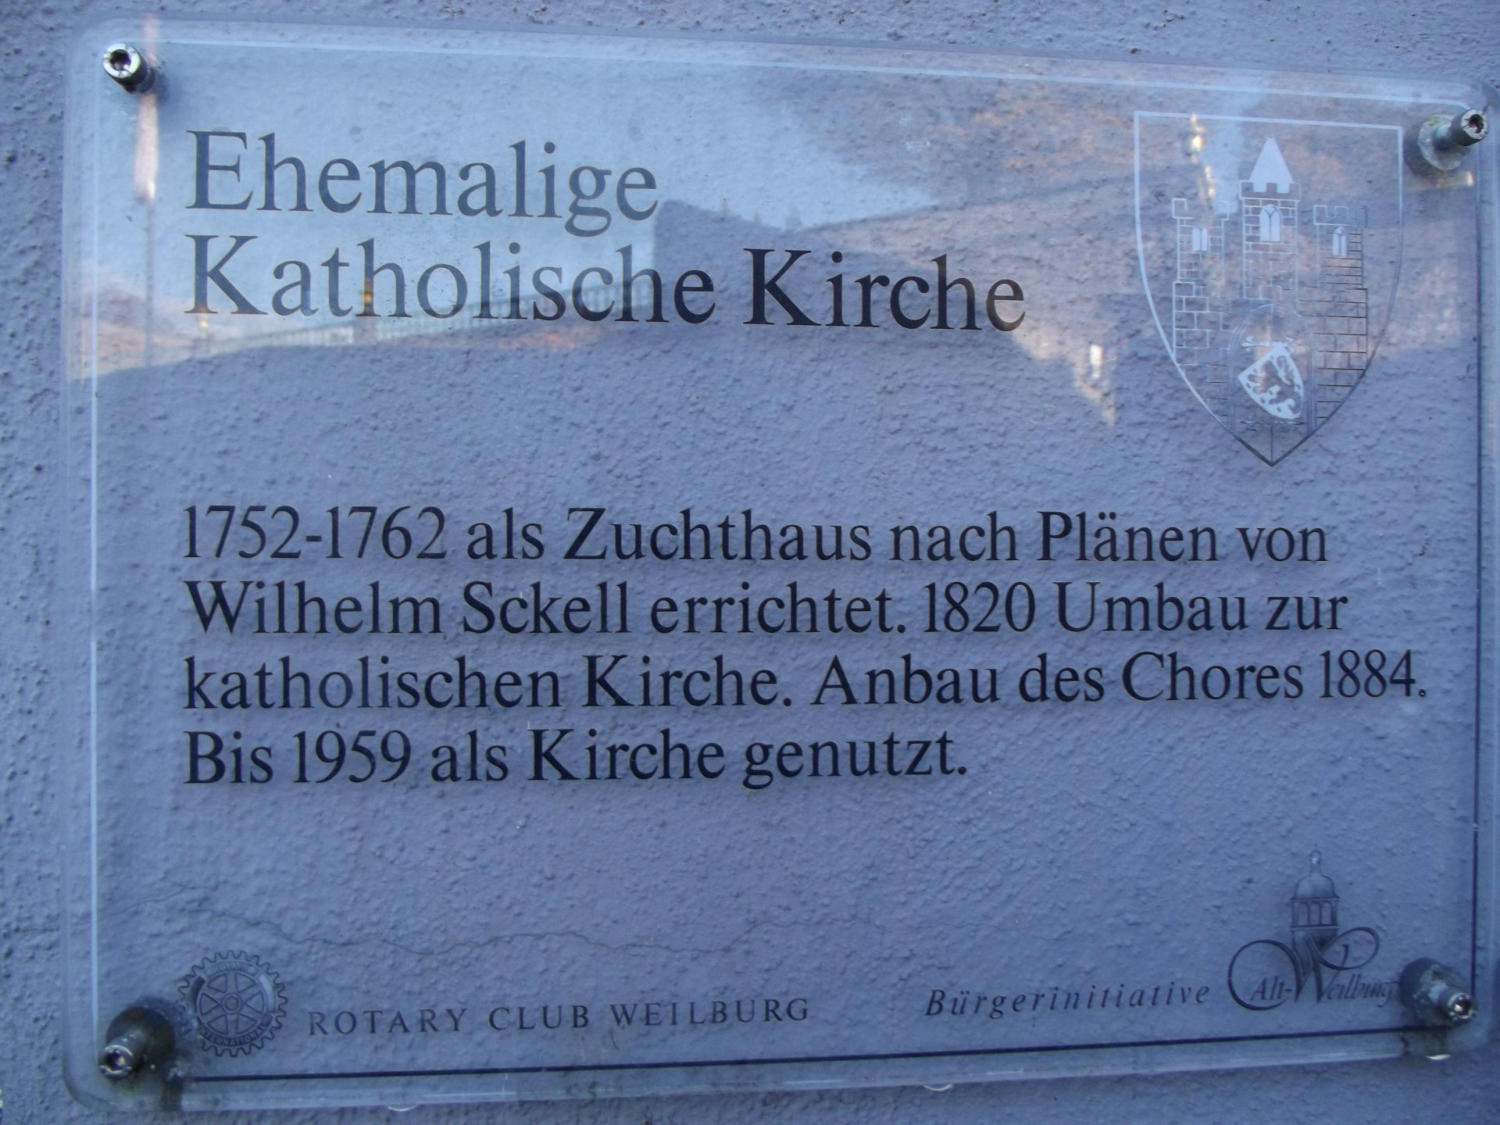 Ehemalige
Katholische Kirche
1752-1762 als Zuchthaus nach Plänen von
Wilhelm Sckell errichtet. 1820 Umbau zur
katholischen Kirche. Anbau des Chores 1884.
Bis 1959 als Kirche genutzt.
ROTARY CLUB WEILBURG
Bürgerinitiative Alt-Weilburg